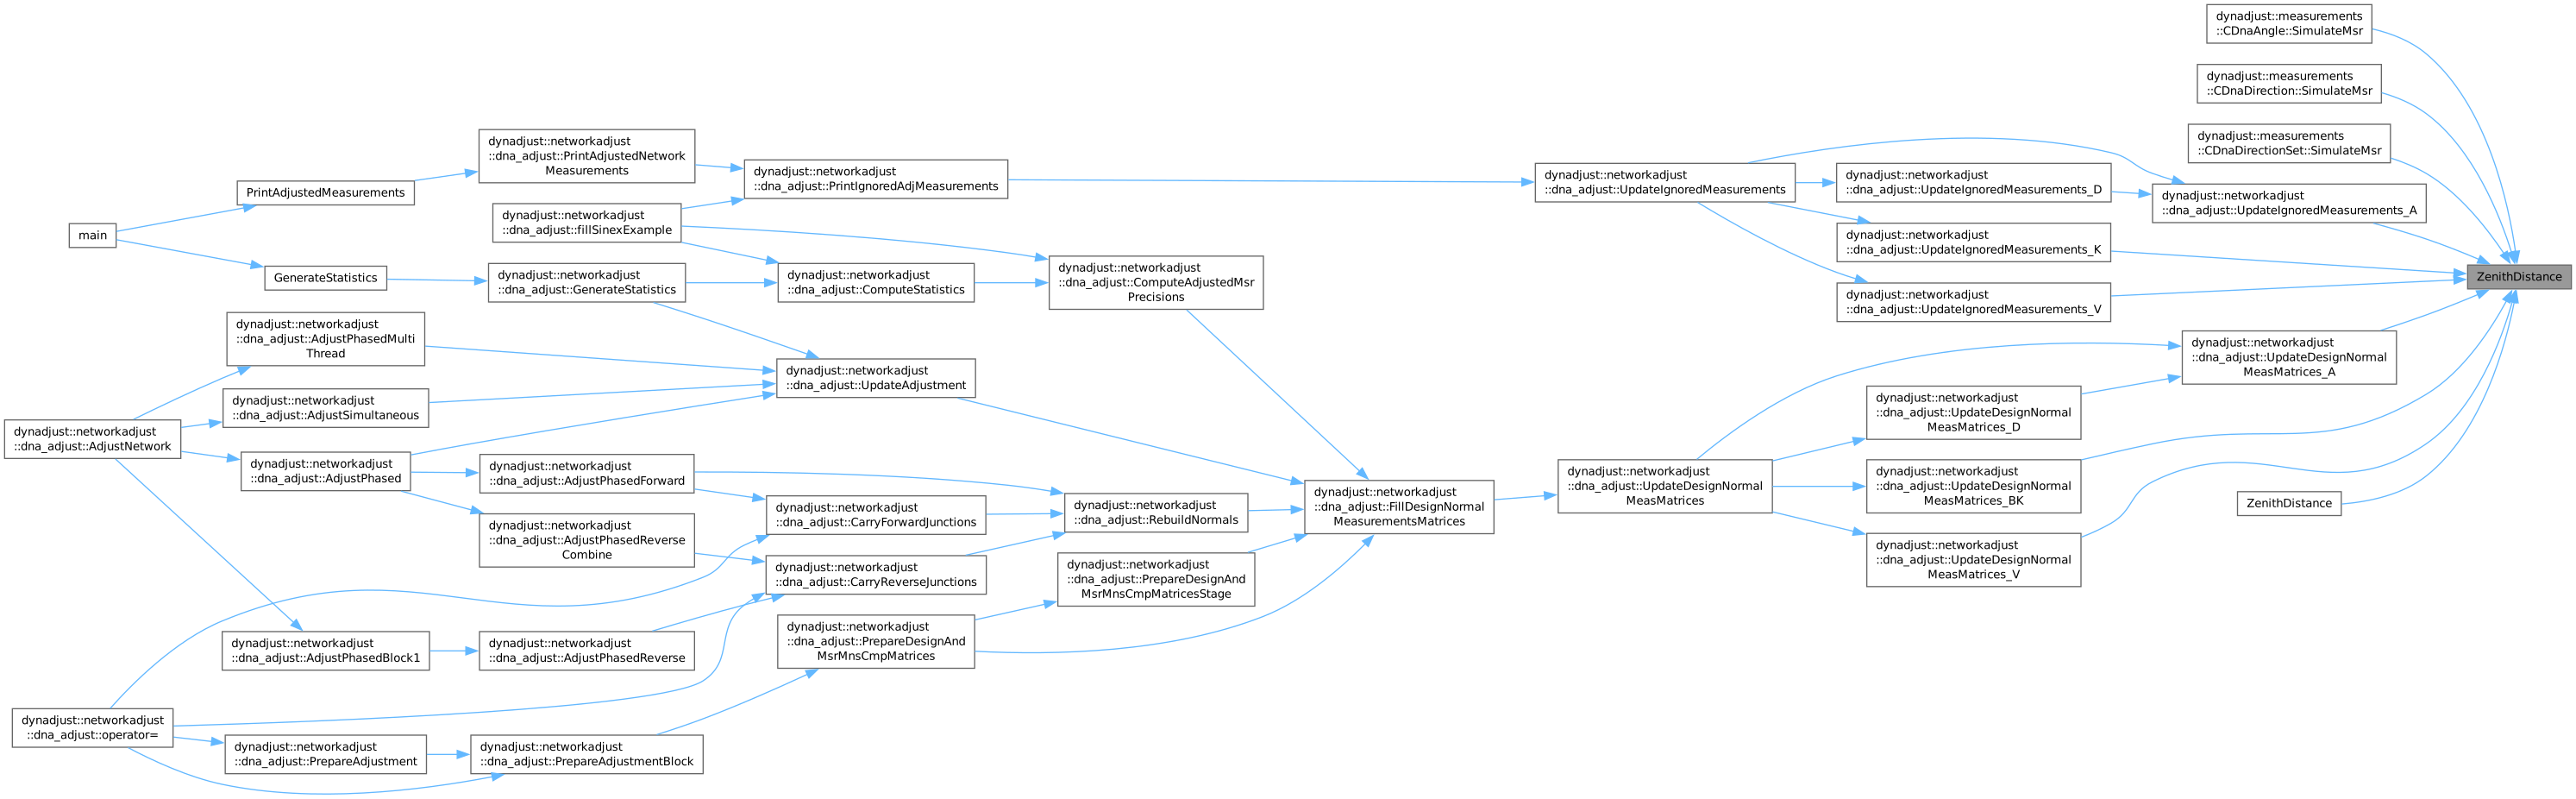 dynadjust::measurements
::CDnaAngle::SimulateMsr
dynadjust::measurements
::CDnaDirection::SimulateMsr
dynadjust::measurements
::CDnaDirectionSet::SimulateMsr
dynadjust::networkadjust
::dna_adjust::PrintAdjustedNetwork
Measurements
dynadjust::networkadjust
::dna_adjust::PrintIgnoredAdjMeasurements
dynadjust::networkadjust
::dna_adjust::UpdateIgnoredMeasurements
dynadjust::networkadjust
::dna_adjust::UpdateIgnoredMeasurements_D
dynadjust::networkadjust
::dna_adjust::UpdateIgnoredMeasurements_A
PrintAdjustedMeasurements
dynadjust::networkadjust
::dna_adjust::fillSinexExample
main
dynadjust::networkadjust
::dna_adjust::UpdateIgnoredMeasurements_K
GenerateStatistics
dynadjust::networkadjust
::dna_adjust::GenerateStatistics
dynadjust::networkadjust
::dna_adjust::ComputeStatistics
dynadjust::networkadjust
::dna_adjust::ComputeAdjustedMsr
Precisions
ZenithDistance
dynadjust::networkadjust
::dna_adjust::UpdateIgnoredMeasurements_V
dynadjust::networkadjust
::dna_adjust::AdjustPhasedMulti
Thread
dynadjust::networkadjust
::dna_adjust::UpdateDesignNormal
MeasMatrices_A
dynadjust::networkadjust
::dna_adjust::UpdateAdjustment
dynadjust::networkadjust
::dna_adjust::AdjustSimultaneous
dynadjust::networkadjust
::dna_adjust::UpdateDesignNormal
MeasMatrices_D
dynadjust::networkadjust
::dna_adjust::AdjustNetwork
dynadjust::networkadjust
::dna_adjust::AdjustPhased
dynadjust::networkadjust
::dna_adjust::AdjustPhasedForward
dynadjust::networkadjust
::dna_adjust::UpdateDesignNormal
MeasMatrices
dynadjust::networkadjust
::dna_adjust::UpdateDesignNormal
MeasMatrices_BK
dynadjust::networkadjust
::dna_adjust::CarryForwardJunctions
dynadjust::networkadjust
::dna_adjust::RebuildNormals
dynadjust::networkadjust
::dna_adjust::FillDesignNormal
MeasurementsMatrices
ZenithDistance
dynadjust::networkadjust
::dna_adjust::AdjustPhasedReverse
Combine
dynadjust::networkadjust
::dna_adjust::UpdateDesignNormal
MeasMatrices_V
dynadjust::networkadjust
::dna_adjust::CarryReverseJunctions
dynadjust::networkadjust
::dna_adjust::PrepareDesignAnd
MsrMnsCmpMatricesStage
dynadjust::networkadjust
::dna_adjust::AdjustPhasedBlock1
dynadjust::networkadjust
::dna_adjust::AdjustPhasedReverse
dynadjust::networkadjust
::dna_adjust::PrepareDesignAnd
MsrMnsCmpMatrices
dynadjust::networkadjust
::dna_adjust::operator=
dynadjust::networkadjust
::dna_adjust::PrepareAdjustment
dynadjust::networkadjust
::dna_adjust::PrepareAdjustmentBlock